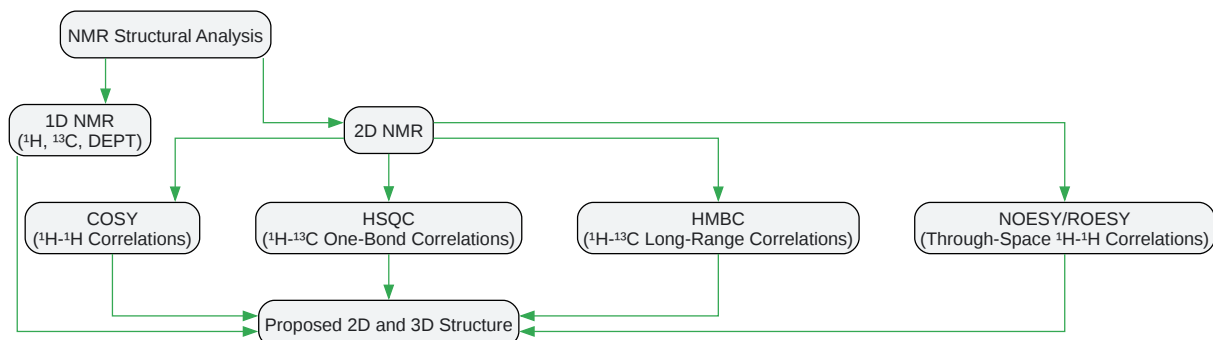 NMR Structural Analysis
1D NMR
(¹H, ¹³C, DEPT)
2D NMR
COSY
(¹H-¹H Correlations)
HSQC
(¹H-¹³C One-Bond Correlations)
HMBC
(¹H-¹³C Long-Range Correlations)
NOESY/ROESY
(Through-Space ¹H-¹H Correlations)
Proposed 2D and 3D Structure